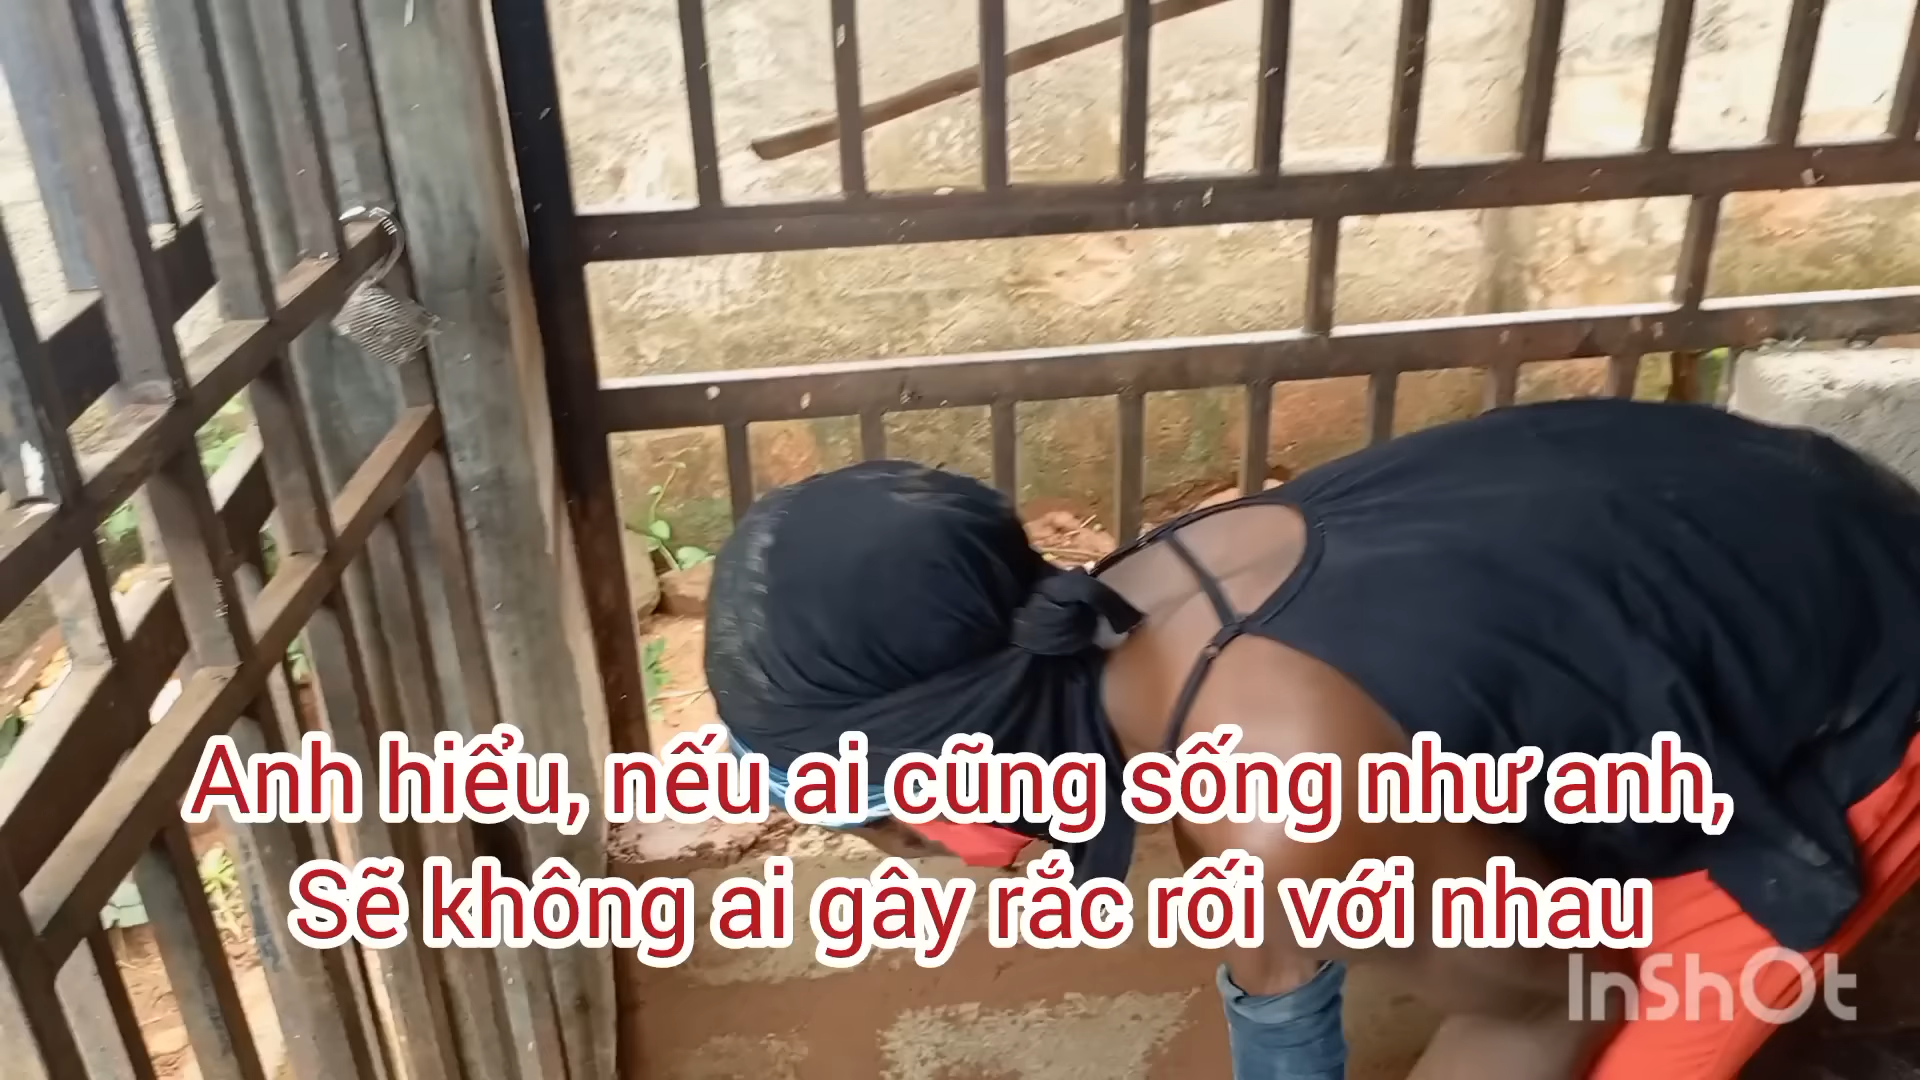 Anh hiểu, nếu ai cũng sống như anh,
Sẽ không ai gây rắc rối với nhau
InShOt